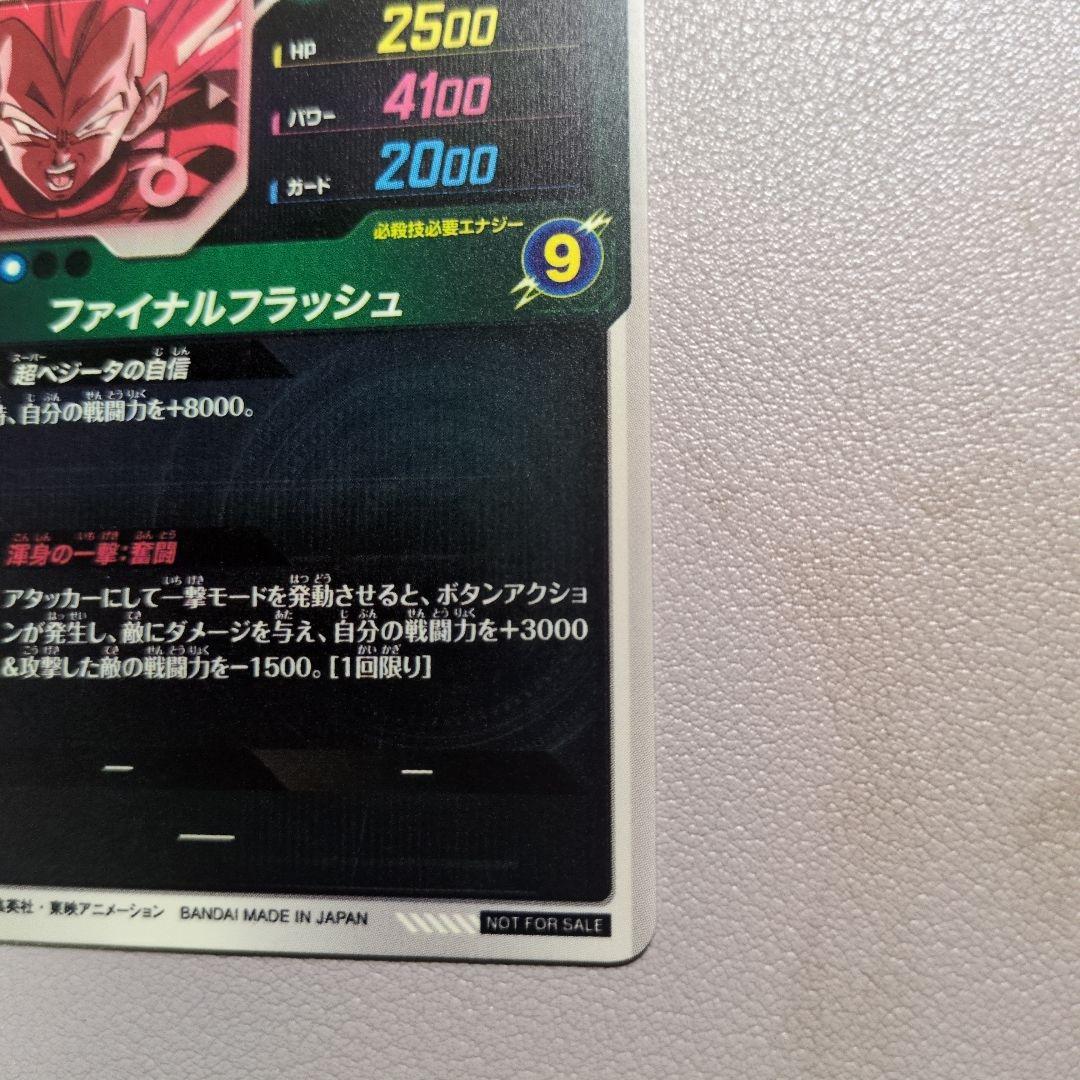 HP 2500
パワー 4100
ガード 2000
必殺技必要エナジー 9
ファイナルフラッシュ
超ベジータの自信
、自分の戦闘力を+8000。
渾身の一撃:奮闘
アタッカーにして一撃モードを発動させると、ボタンアクショ
ンが発生し、敵にダメージを与え、自分の戦闘力を+3000
&攻撃した敵の戦闘力を-1500。[1回限り]
—
—
—
英社・東映アニメーション BANDAI MADE IN JAPAN NOT FOR SALE